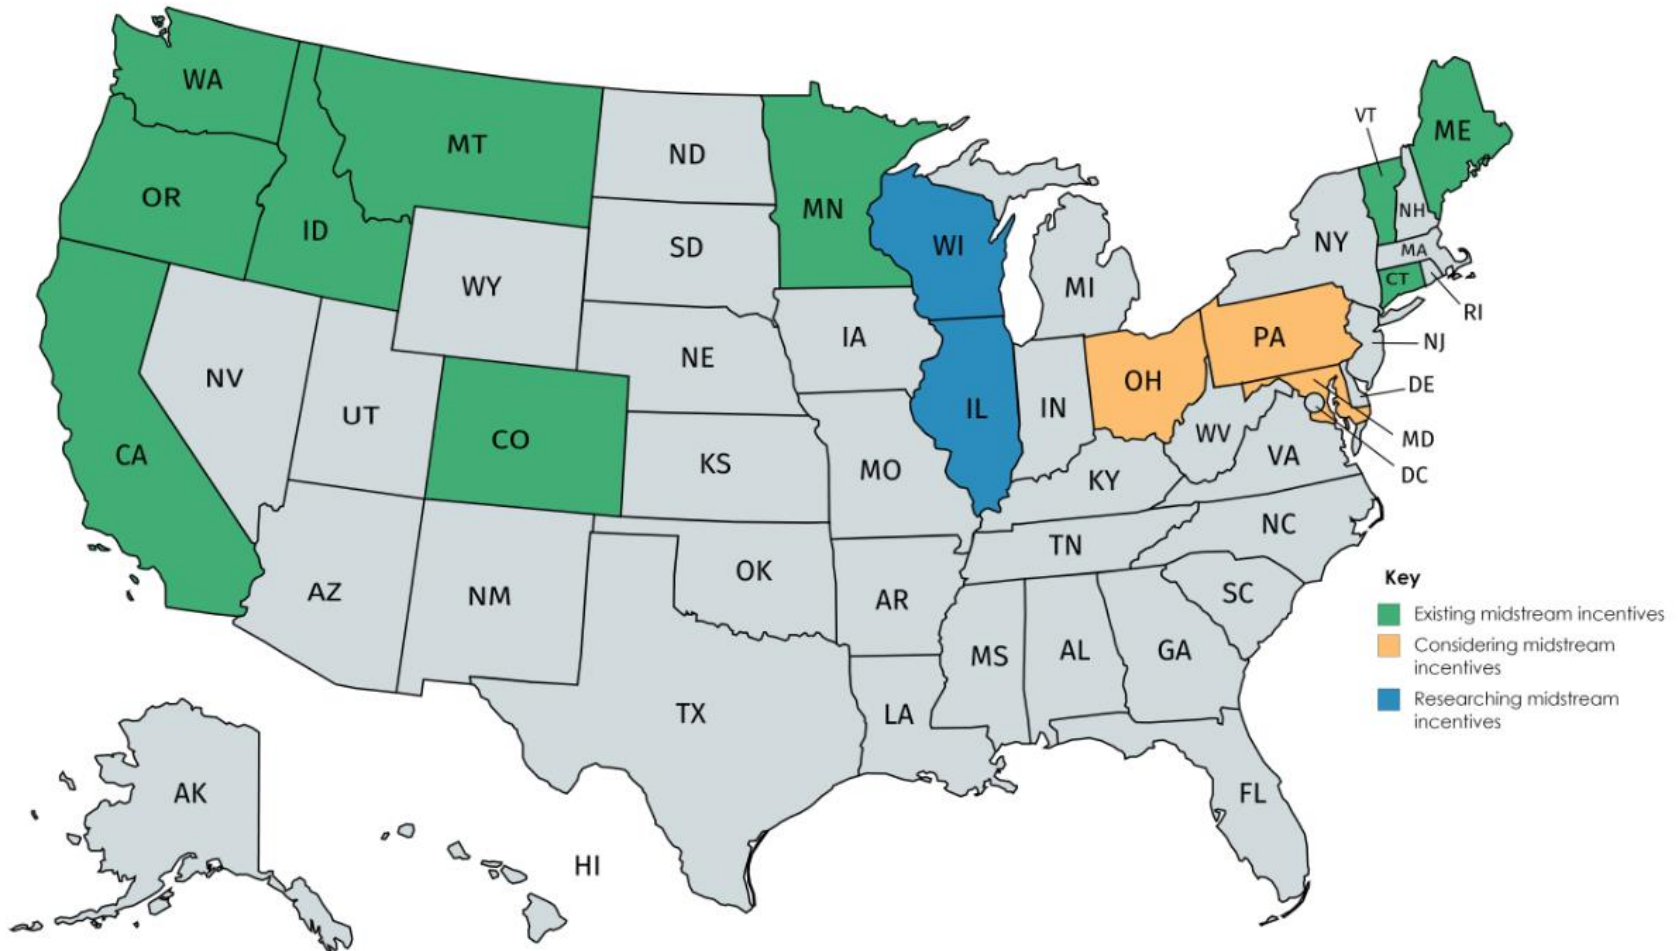 WA
MT
ND
MN
VT
ME
OR
ID
SD
WI
NH
NY
MA
WY
MI
CT
RI
IA
PA
NJ
NE
NV
OH
DE
UT
IL
IN
CO
MD
WV
CA
KS
MO
VA
DC
KY
NC
TN
OK
AZ
NM
AR
SC
MS
AL
GA
TX
LA
AK
FL
HI
Key
Existing midstream incentives
Considering midstream
incentives
Researching midstream
incentives